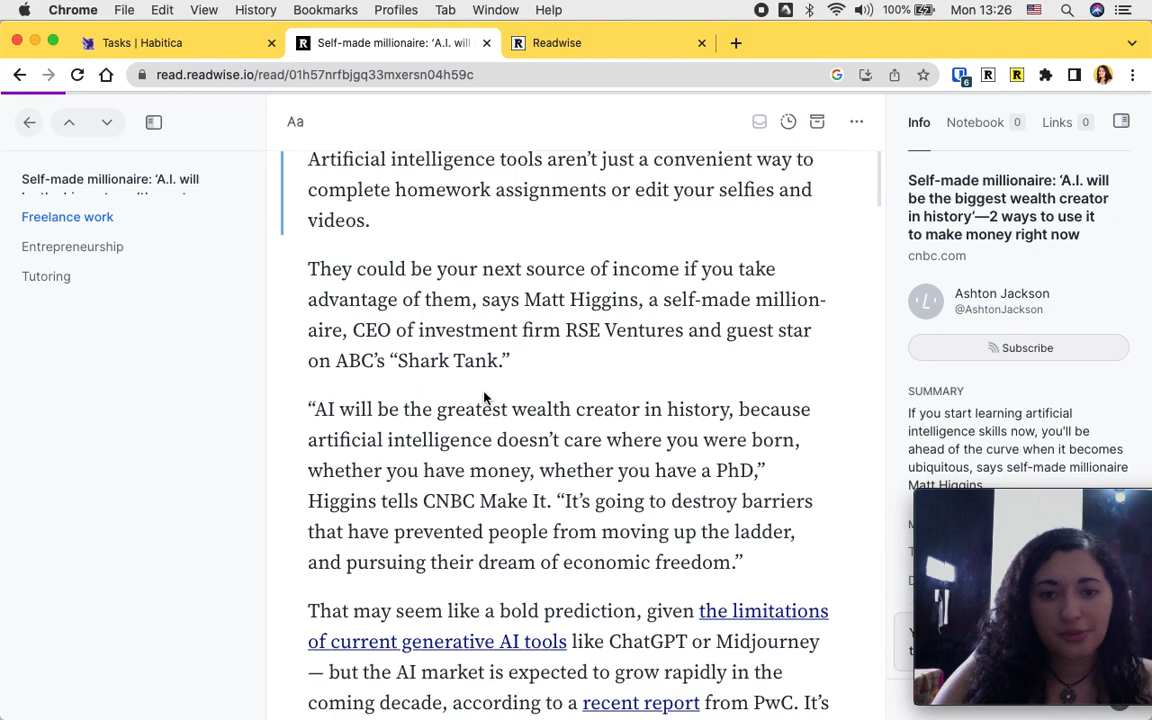 Chrome File Edit View History Bookmarks Profiles Tab Window Help 100% Mon 13:26
Tasks | Habitica Self-made millionaire: ‘A.I. will Readwise
read.readwise.io/read/01h57nrfbjgq33mxersn04h59c
6
Aa
Info Notebook 0 Links 0
Self-made millionaire: ‘A.I. will
Freelance work
Entrepreneurship
Tutoring
Artificial intelligence tools aren’t just a convenient way to
complete homework assignments or edit your selfies and
videos.
They could be your next source of income if you take
advantage of them, says Matt Higgins, a self-made million-
aire, CEO of investment firm RSE Ventures and guest star
on ABC’s “Shark Tank.”
“AI will be the greatest wealth creator in history, because
artificial intelligence doesn’t care where you were born,
whether you have money, whether you have a PhD,”
Higgins tells CNBC Make It. “It’s going to destroy barriers
that have prevented people from moving up the ladder,
and pursuing their dream of economic freedom.”
That may seem like a bold prediction, given the limitations
of current generative AI tools like ChatGPT or Midjourney
— but the AI market is expected to grow rapidly in the
coming decade, according to a recent report from PwC. It’s
Self-made millionaire: ‘A.I. will
be the biggest wealth creator
in history’—2 ways to use it
to make money right now
cnbc.com
Ashton Jackson
@AshtonJackson
Subscribe
SUMMARY
If you start learning artificial
intelligence skills now, you'll be
ahead of the curve when it becomes
ubiquitous, says self-made millionaire
Matt Higgins.